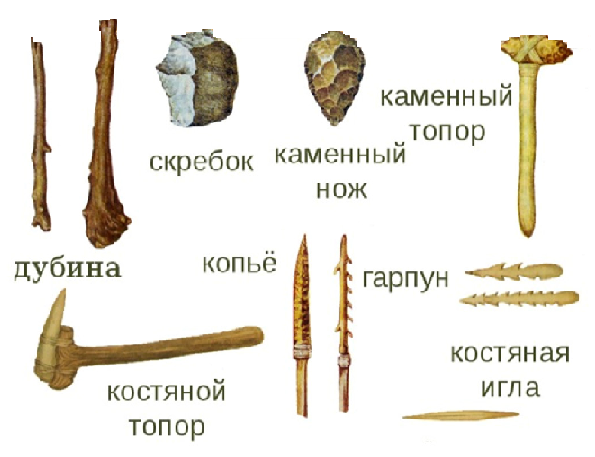 каменный
топор
скребок
каменный
нож
дубина
копьё
гарпун
костяная
игла
костяной
топор